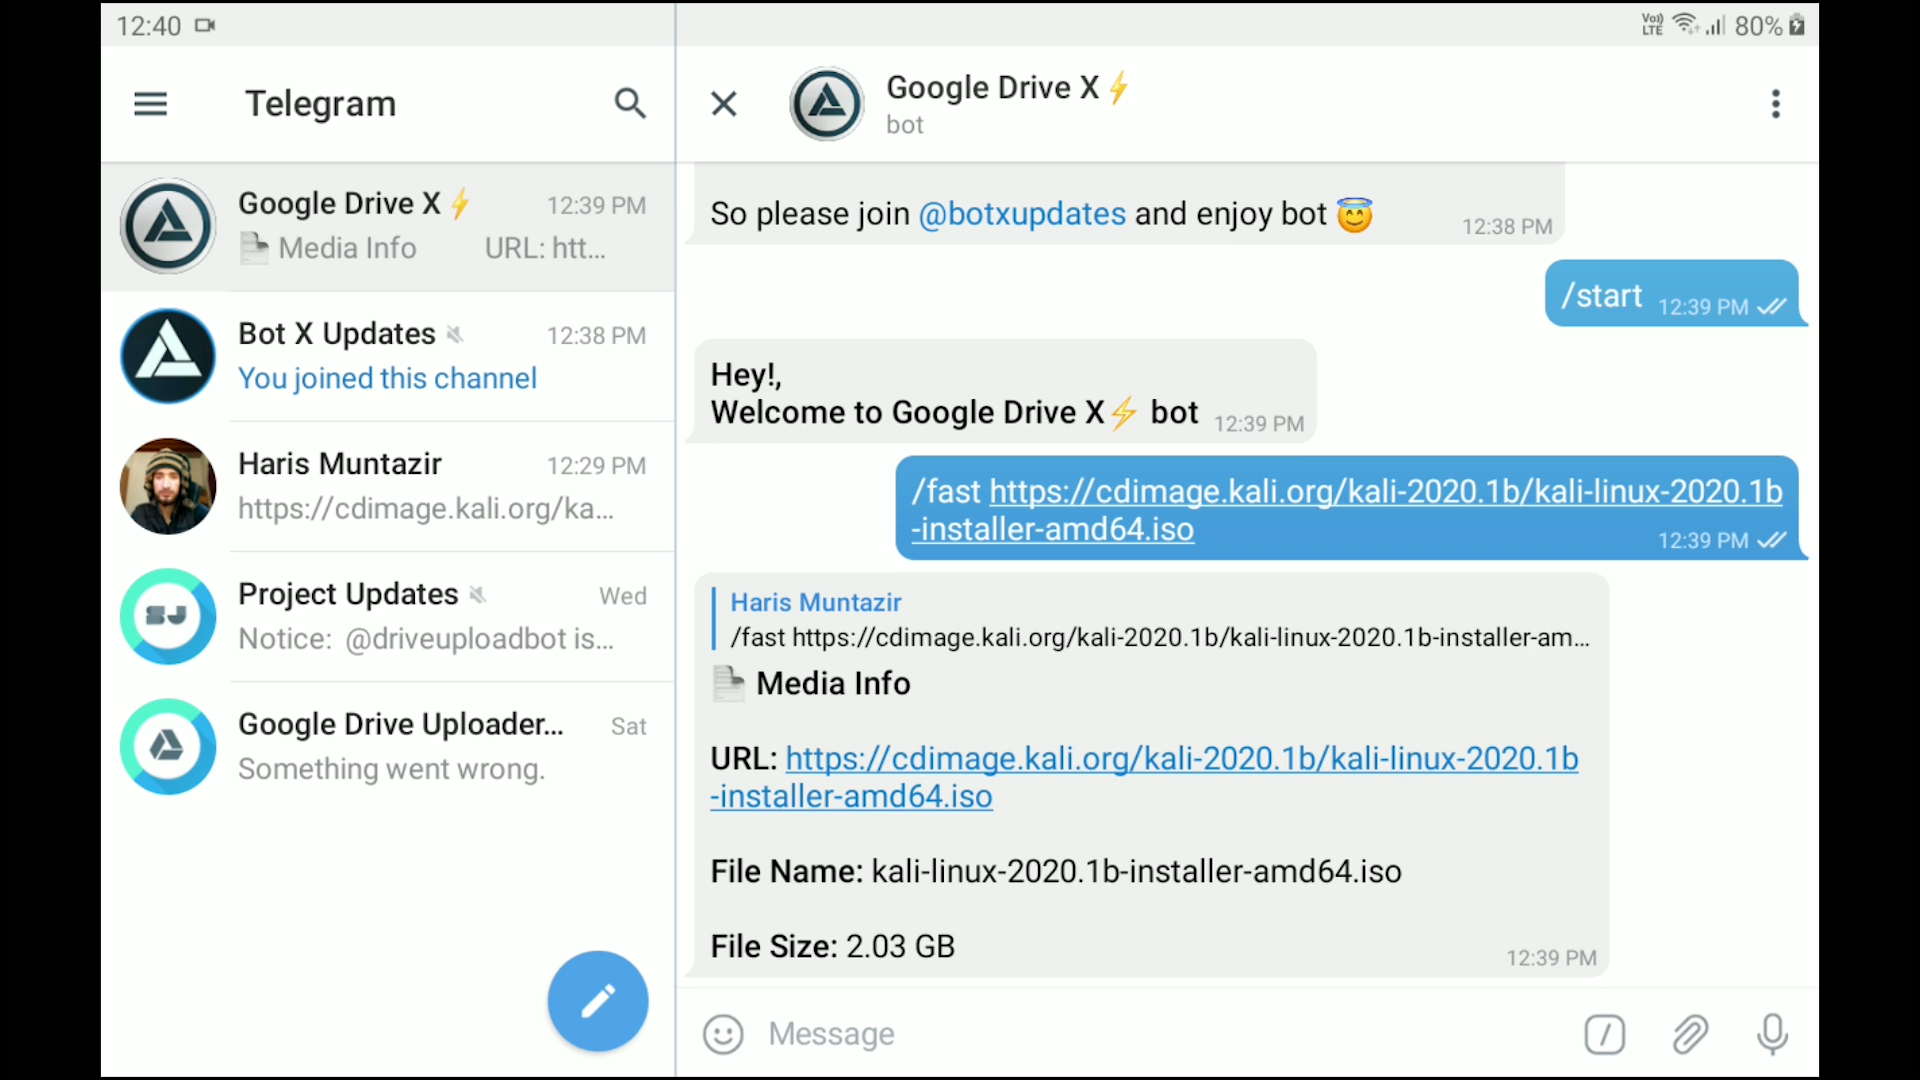 12:40
Vo)) LTE 80%
Telegram
Google Drive X⚡
bot
Google Drive X⚡ 12:39 PM
Media Info URL: htt...
Bot X Updates 12:38 PM
You joined this channel
Haris Muntazir 12:29 PM
https://cdimage.kali.org/ka...
Project Updates Wed
Notice: @driveuploadbot is...
Google Drive Uploader... Sat
Something went wrong.
So please join @botxupdates and enjoy bot 😇 12:38 PM
/start 12:39 PM
Hey!,
Welcome to Google Drive X⚡ bot 12:39 PM
/fast https://cdimage.kali.org/kali-2020.1b/kali-linux-2020.1b
-installer-amd64.iso 12:39 PM
Haris Muntazir
/fast https://cdimage.kali.org/kali-2020.1b/kali-linux-2020.1b-installer-am...
Media Info
URL: https://cdimage.kali.org/kali-2020.1b/kali-linux-2020.1b
-installer-amd64.iso
File Name: kali-linux-2020.1b-installer-amd64.iso
File Size: 2.03 GB 12:39 PM
Message